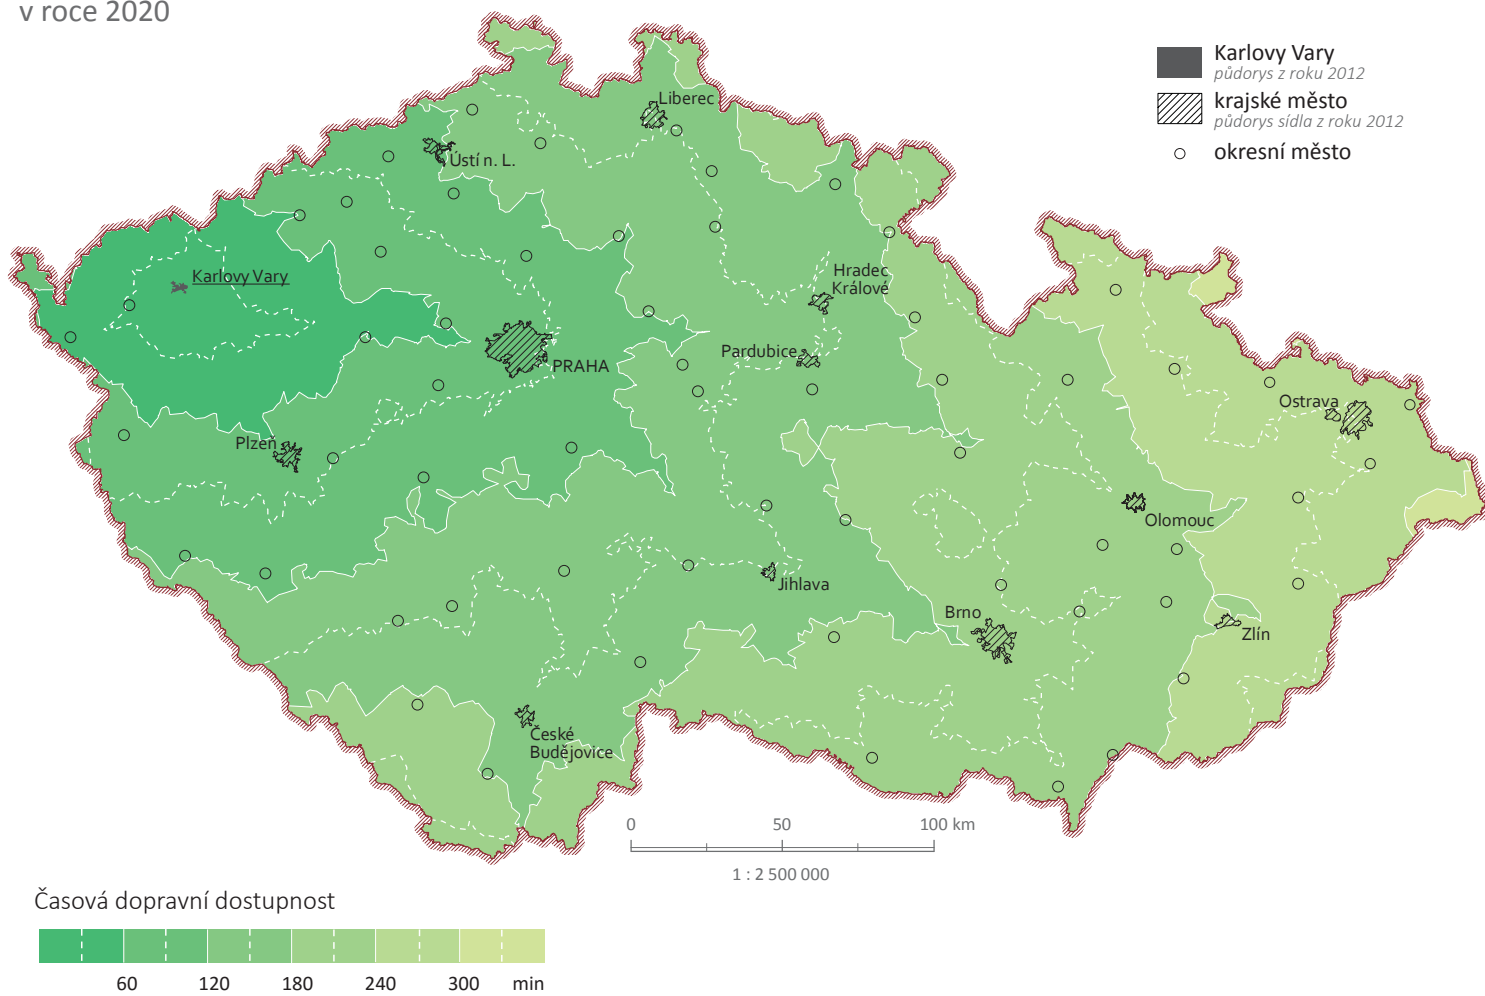 v roce 2020
Karlovy Vary
půdorys z roku 2012
krajské město
půdorys sídla z roku 2012
okresní město
Liberec
Ústí n. L.
Karlovy Vary
Hradec
Králové
Pardubice
PRAHA
Ostrava
Plzeň
Olomouc
Jihlava
Brno
Zlín
České
Budějovice
0 50 100 km
1 : 2 500 000
Časová dopravní dostupnost
60 120 180 240 300 min